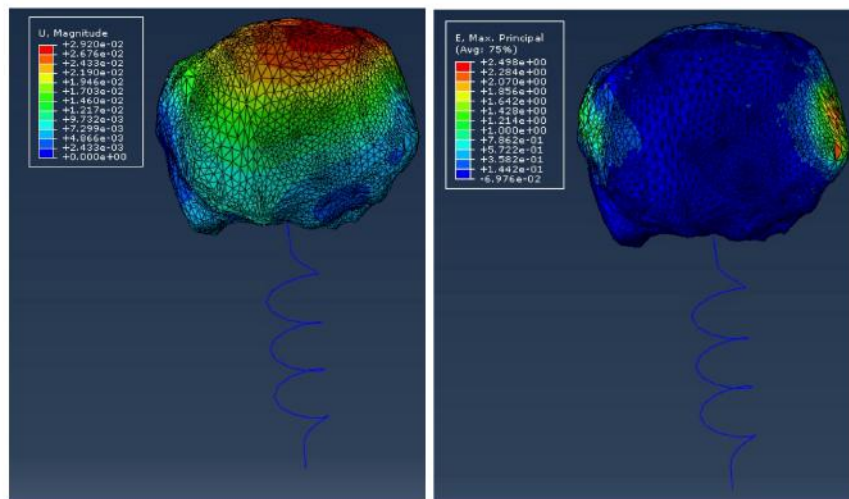 U, Magnitude
+2.920e-02
+2.676e-02
+2.433e-02
+2.190e-02
+1.946e-02
+1.703e-02
+1.460e-02
+1.217e-02
+9.732e-03
+7.299e-03
+4.866e-03
+2.433e-03
+0.000e+00
E, Max. Principal
(Avg: 75%)
+2.498e+00
+2.284e+00
+2.070e+00
+1.856e+00
+1.642e+00
+1.428e+00
+1.214e+00
+1.000e+00
+7.862e-01
+5.722e-01
+3.582e-01
+1.442e-01
-6.976e-02